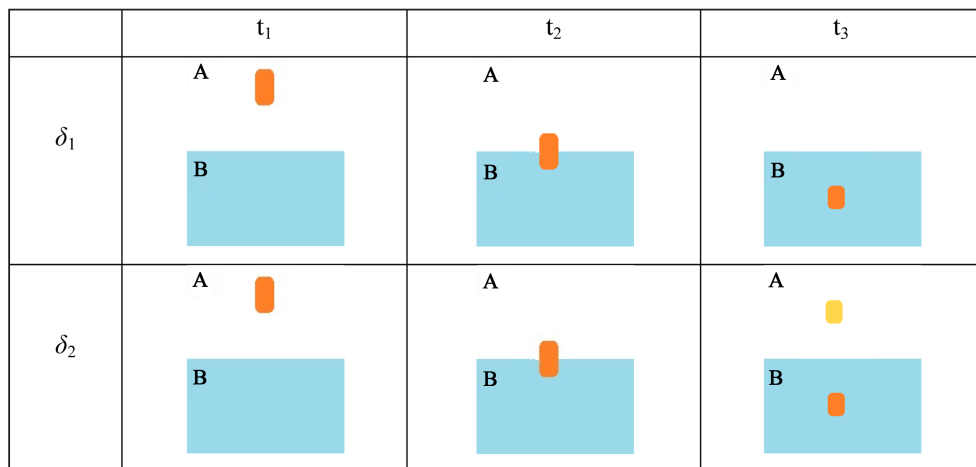 t₁ t₂ t₃
A A A
δ₁
B B B
A A A
δ₂
B B B